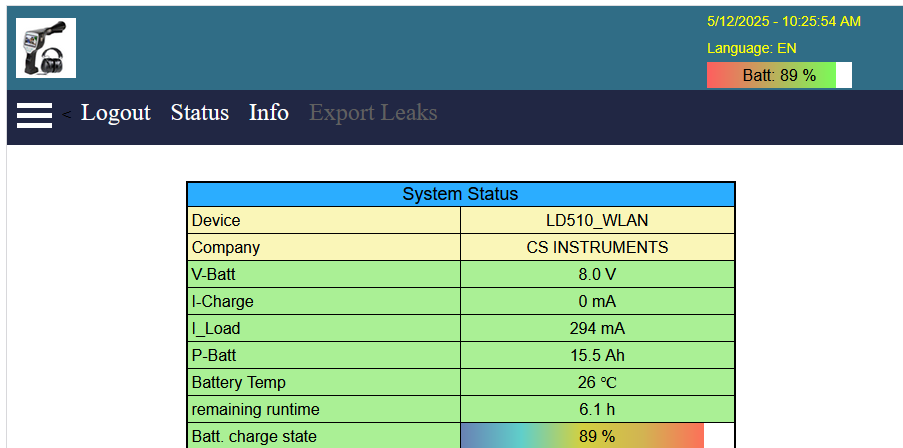 5/12/2025 - 10:25:54 AM
Language: EN
Batt: 89 %
< Logout Status Info Export Leaks
System Status
Device LD510_WLAN
Company CS INSTRUMENTS
V-Batt 8.0 V
I-Charge 0 mA
I_Load 294 mA
P-Batt 15.5 Ah
Battery Temp 26 °C
remaining runtime 6.1 h
Batt. charge state 89 %